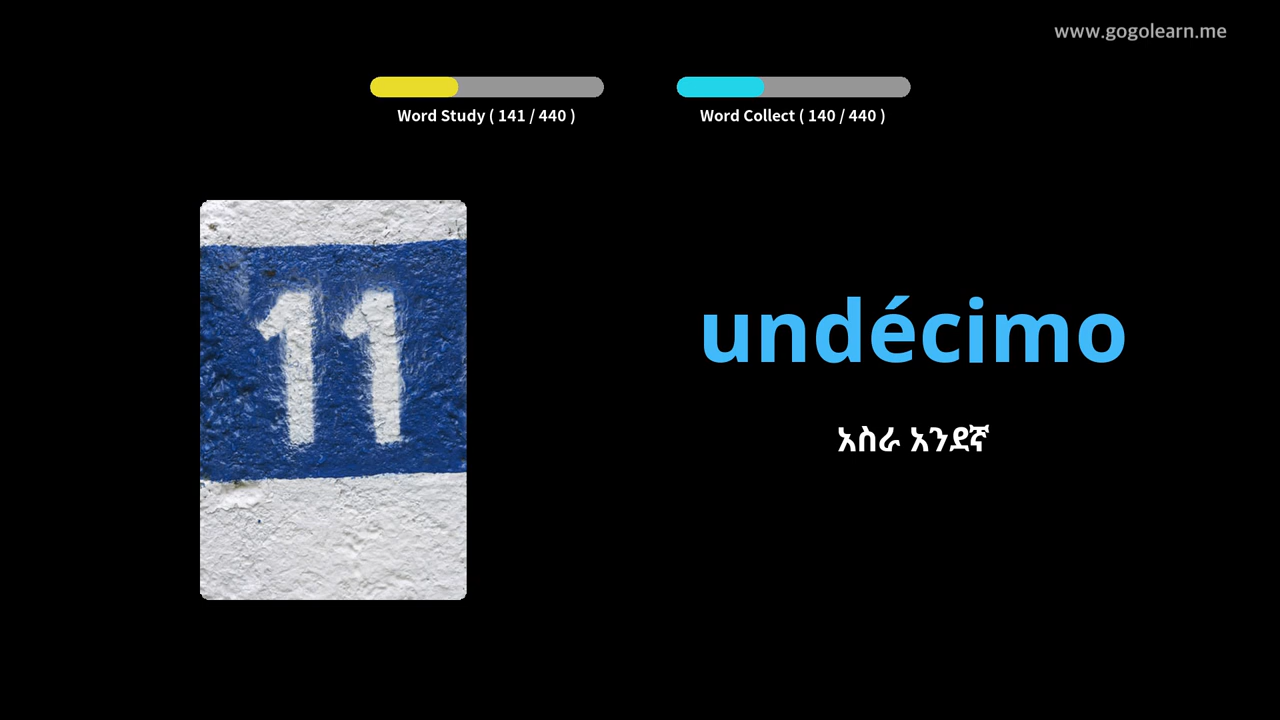 www.gogolearn.me
Word Study ( 141 / 440 )
Word Collect ( 140 / 440 )
11
undécimo
አስራ አንደኛ